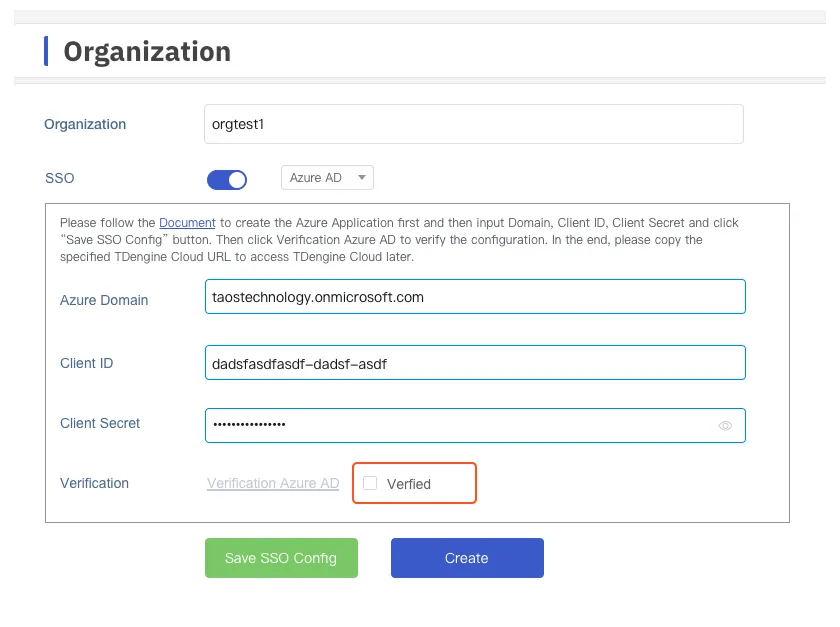 Organization
Organization
orgtest1
SSO
Azure AD
Please follow the Document to create the Azure Application first and then input Domain, Client ID, Client Secret and click
"Save SSO Config" button. Then click Verification Azure AD to verify the configuration. In the end, please copy the
specified TDengine Cloud URL to access TDengine Cloud later.
Azure Domain
taostechnology.onmicrosoft.com
Client ID
dadsfasdfasdf-dadsf-asdf
Client Secret
••••••••••••••••
Verification
Verification Azure AD
Verfied
Save SSO Config
Create